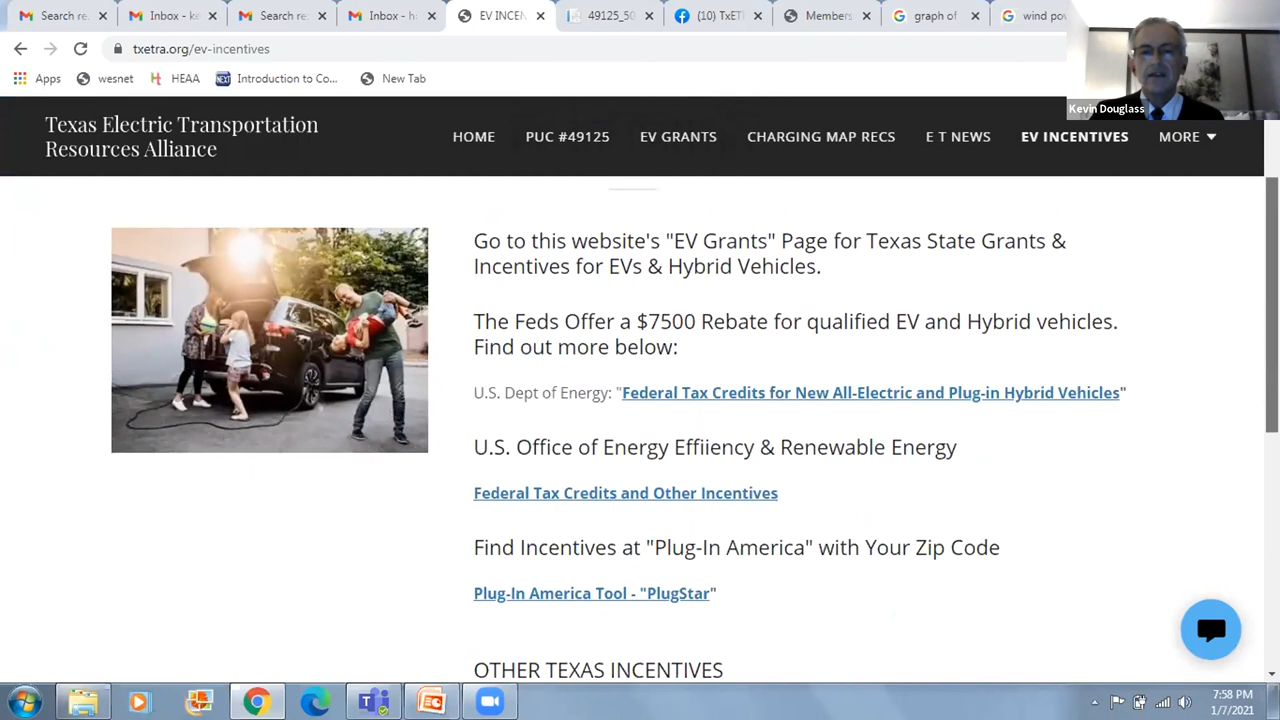 Search re
Inbox - ke
Search re
Inbox - h
EV INCEN
49125_50
(10) TxETR
Members
graph of
wind pov
txetra.org/ev-incentives
Apps
wesnet
HEAA
NEXT
Introduction to Co...
New Tab
Kevin Douglass
Texas Electric Transportation
Resources Alliance
HOME
PUC #49125
EV GRANTS
CHARGING MAP RECS
E T NEWS
EV INCENTIVES
MORE
Go to this website's "EV Grants" Page for Texas State Grants &
Incentives for EVs & Hybrid Vehicles.
The Feds Offer a $7500 Rebate for qualified EV and Hybrid vehicles.
Find out more below:
U.S. Dept of Energy: "Federal Tax Credits for New All-Electric and Plug-in Hybrid Vehicles"
U.S. Office of Energy Effiiency & Renewable Energy
Federal Tax Credits and Other Incentives
Find Incentives at "Plug-In America" with Your Zip Code
Plug-In America Tool - "PlugStar"
OTHER TEXAS INCENTIVES
7:58 PM
1/7/2021